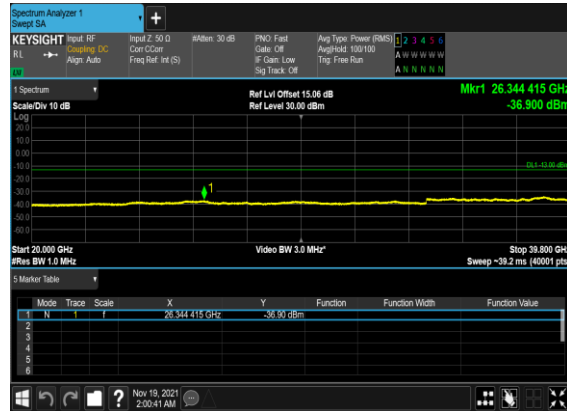 Spectrum Analyzer 1
Swept SA
+
KEYSIGHT Input: RF Input Z: 50 Ω #Atten: 30 dB PNO: Fast Avg Type: Power (RMS) 1 2 3 4 5 6
RL Coupling: DC Corr CCorr Gate: Off Avg|Hold: 100/100 A W W W W W
Align: Auto Freq Ref: Int (S) IF Gain: Low Trig: Free Run
Sig Track: Off A N N N N N
1 Spectrum Ref Lvl Offset 15.06 dB Mkr1 26.344 415 GHz
Scale/Div 10 dB Ref Level 30.00 dBm -36.900 dBm
Log
20.0
10.0
0.00
-10.0 DL1 -13.00 dBm
-20.0
-30.0 1
-40.0
-50.0
-60.0
Start 20.000 GHz Video BW 3.0 MHz* Stop 39.800 GHz
#Res BW 1.0 MHz Sweep ~39.2 ms (40001 pts)
5 Marker Table
Mode Trace Scale X Y Function Function Width Function Value
1 N 1 f 26.344 415 GHz -36.90 dBm
2
3
4
5
6
? Nov 19, 2021
2:00:41 AM